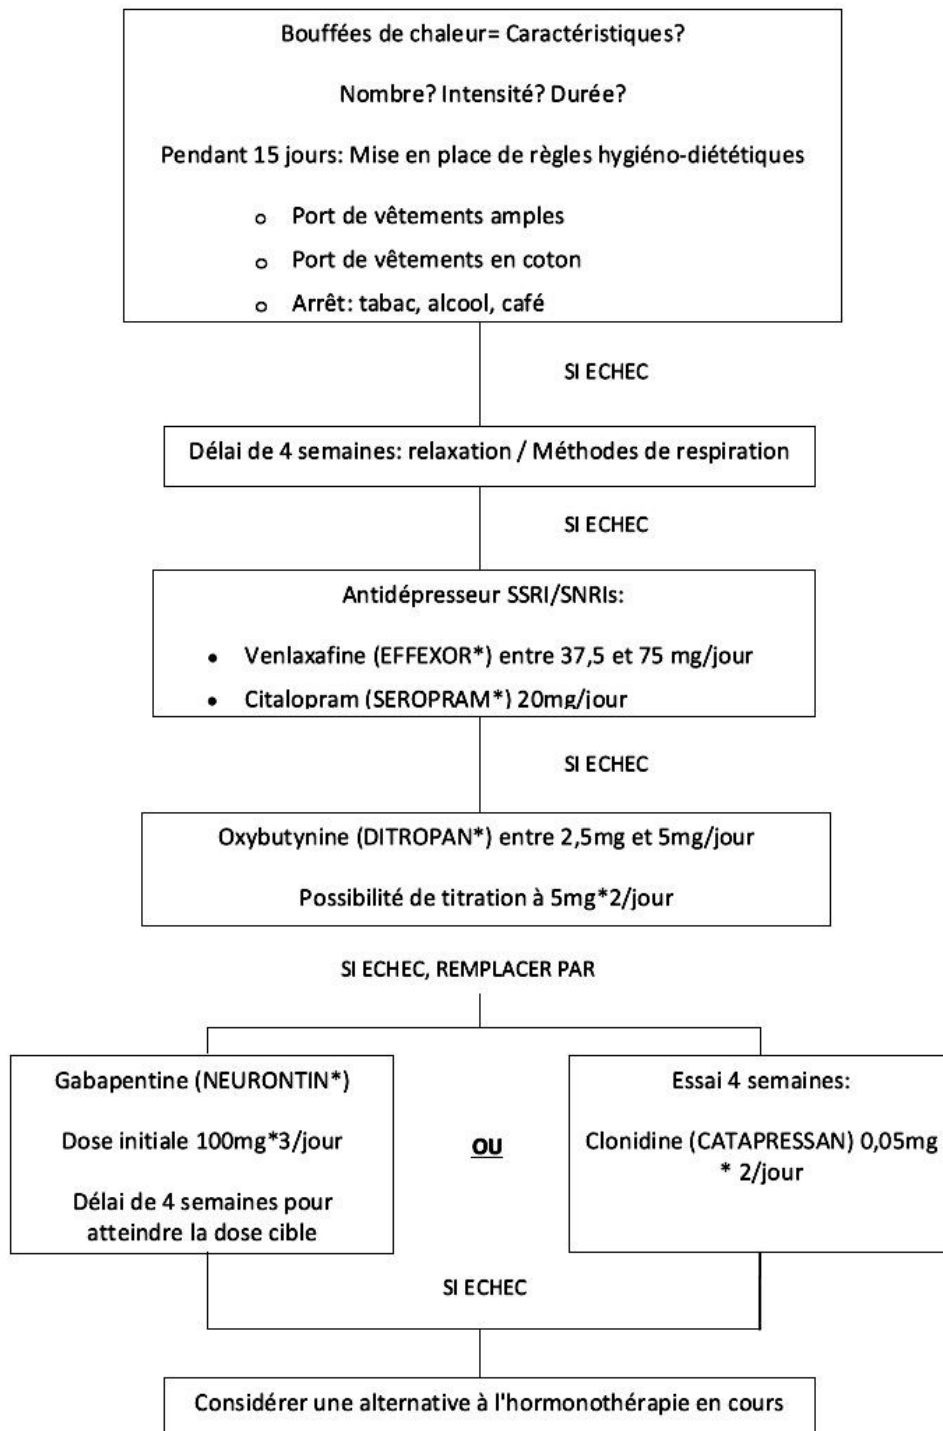 Bouffées de chaleur= Caractéristiques?
Nombre? Intensité? Durée?
Pendant 15 jours: Mise en place de règles hygiéno-diététiques
o Port de vêtements amples
o Port de vêtements en coton
o Arrêt: tabac, alcool, café
SI ECHEC
Délai de 4 semaines: relaxation / Méthodes de respiration
SI ECHEC
Antidépresseur SSRI/SNRIs:
• Venlaxafine (EFFEXOR*) entre 37,5 et 75 mg/jour
• Citalopram (SEROPRAM*) 20mg/jour
SI ECHEC
Oxybutynine (DITROPAN*) entre 2,5mg et 5mg/jour
Possibilité de titration à 5mg*2/jour
SI ECHEC, REMPLACER PAR
Gabapentine (NEURONTIN*)
Dose initiale 100mg*3/jour
Délai de 4 semaines pour
atteindre la dose cible
OU
Essai 4 semaines:
Clonidine (CATAPRESSAN) 0,05mg
* 2/jour
SI ECHEC
Considérer une alternative à l'hormonothérapie en cours